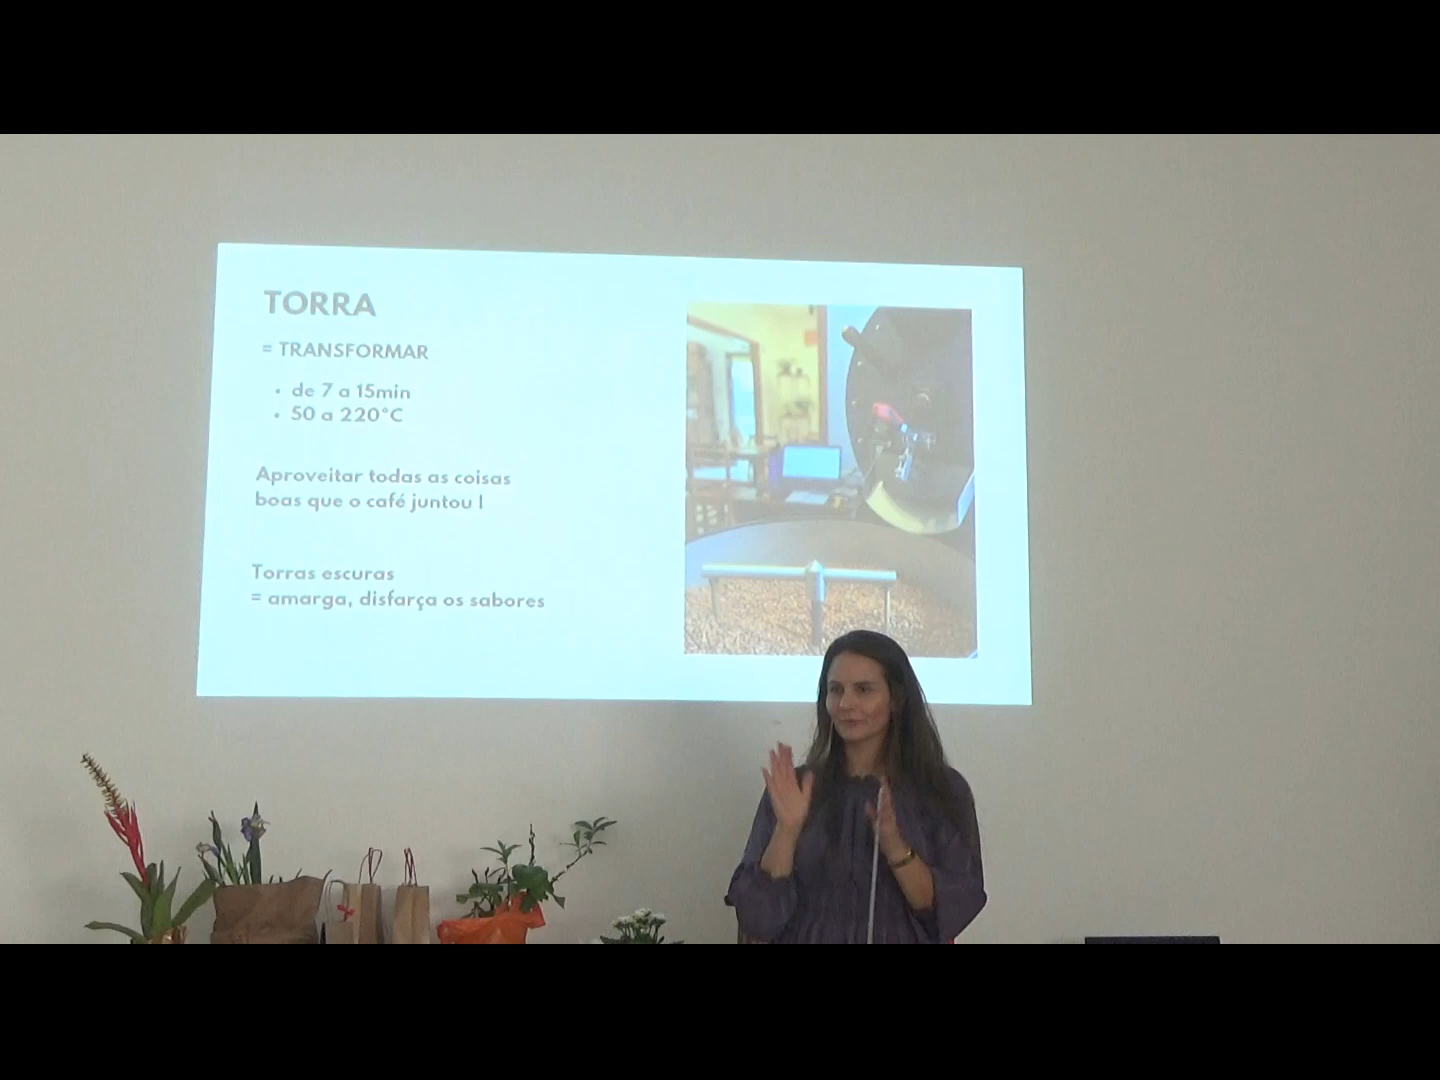 TORRA
= TRANSFORMAR
• de 7 a 15min
• 50 a 220°C
Aproveitar todas as coisas
boas que o café juntou !
Torras escuras
= amarga, disfarça os sabores